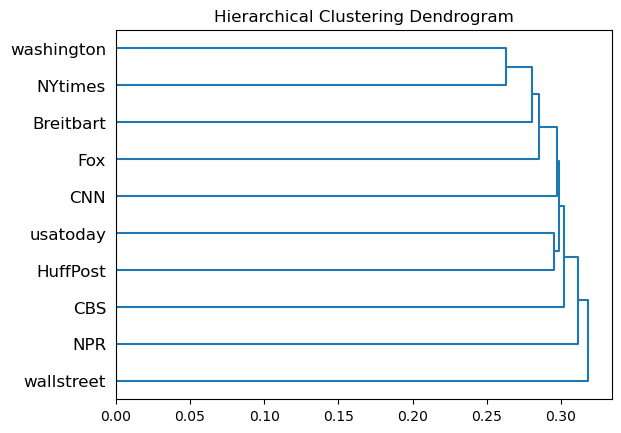 Hierarchical Clustering Dendrogram
washington
NYtimes
Breitbart
Fox
CNN
usatoday
HuffPost
CBS
NPR
wallstreet
0.00 0.05 0.10 0.15 0.20 0.25 0.30